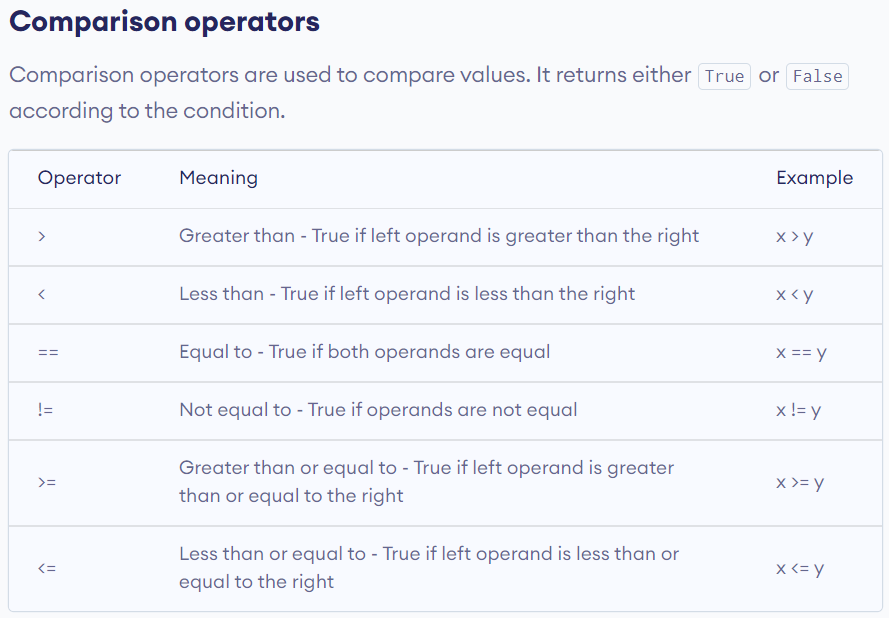 Comparison operators
Comparison operators are used to compare values. It returns either True or False
according to the condition.
Operator Meaning Example
> Greater than - True if left operand is greater than the right x > y
< Less than - True if left operand is less than the right x < y
== Equal to - True if both operands are equal x == y
!= Not equal to - True if operands are not equal x != y
Greater than or equal to - True if left operand is greater
>= x >= y
than or equal to the right
Less than or equal to - True if left operand is less than or
<= x <= y
equal to the right